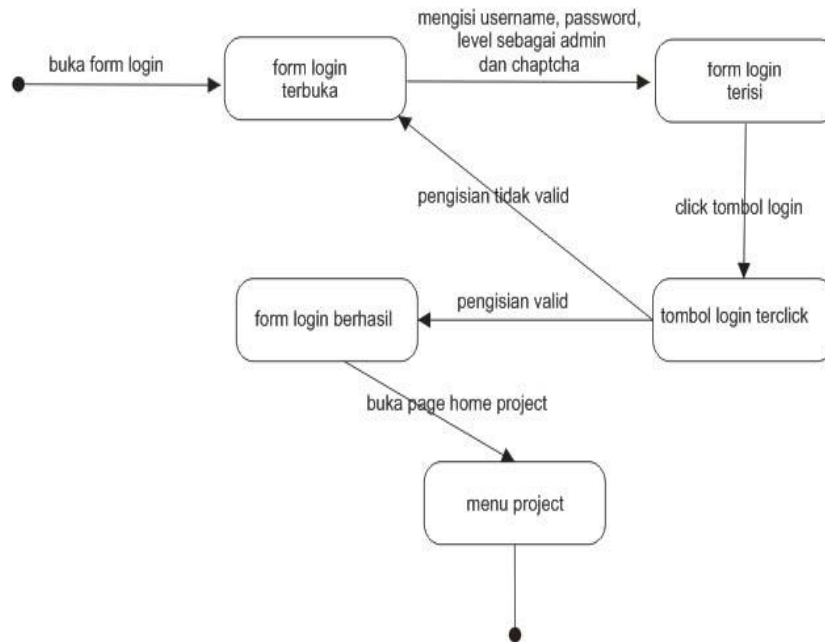 buka form login
form login
terbuka
mengisi username, password,
level sebagai admin
dan chaptcha
form login
terisi
pengisian tidak valid
click tombol login
form login berhasil
pengisian valid
tombol login terclick
buka page home project
menu project